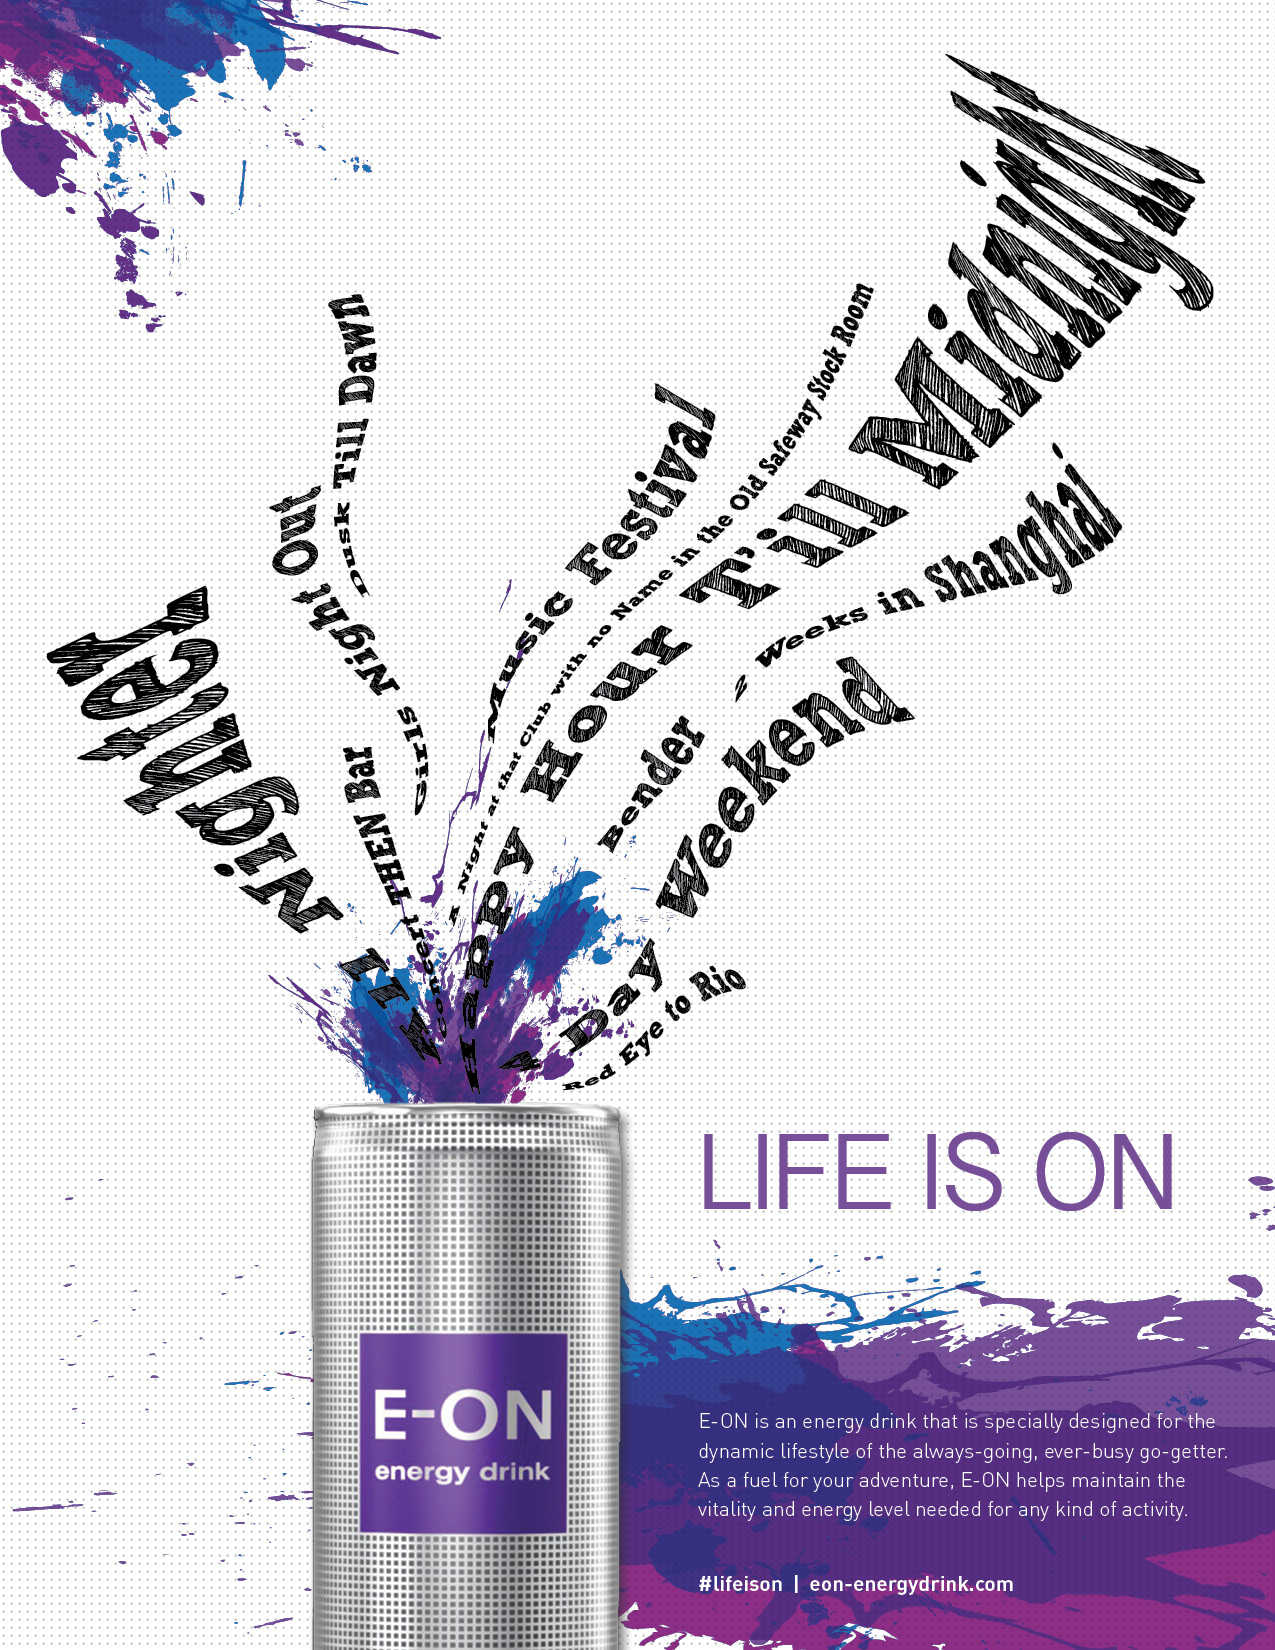 All Nighter
Concert THEN Bar
Girls Night Out
Dusk Till Dawn
Music Festival
A Night at that Club with no Name in the Old Safeway Stock Room
Happy Hour T'ill Midnight
Bender
2 Weeks in Shanghai
4 Day Weekend
Red Eye to Rio
LIFE IS ON
E-ON
energy drink
E-ON is an energy drink that is specially designed for the
dynamic lifestyle of the always-going, ever-busy go-getter.
As a fuel for your adventure, E-ON helps maintain the
vitality and energy level needed for any kind of activity.
#lifeison | eon-energydrink.com